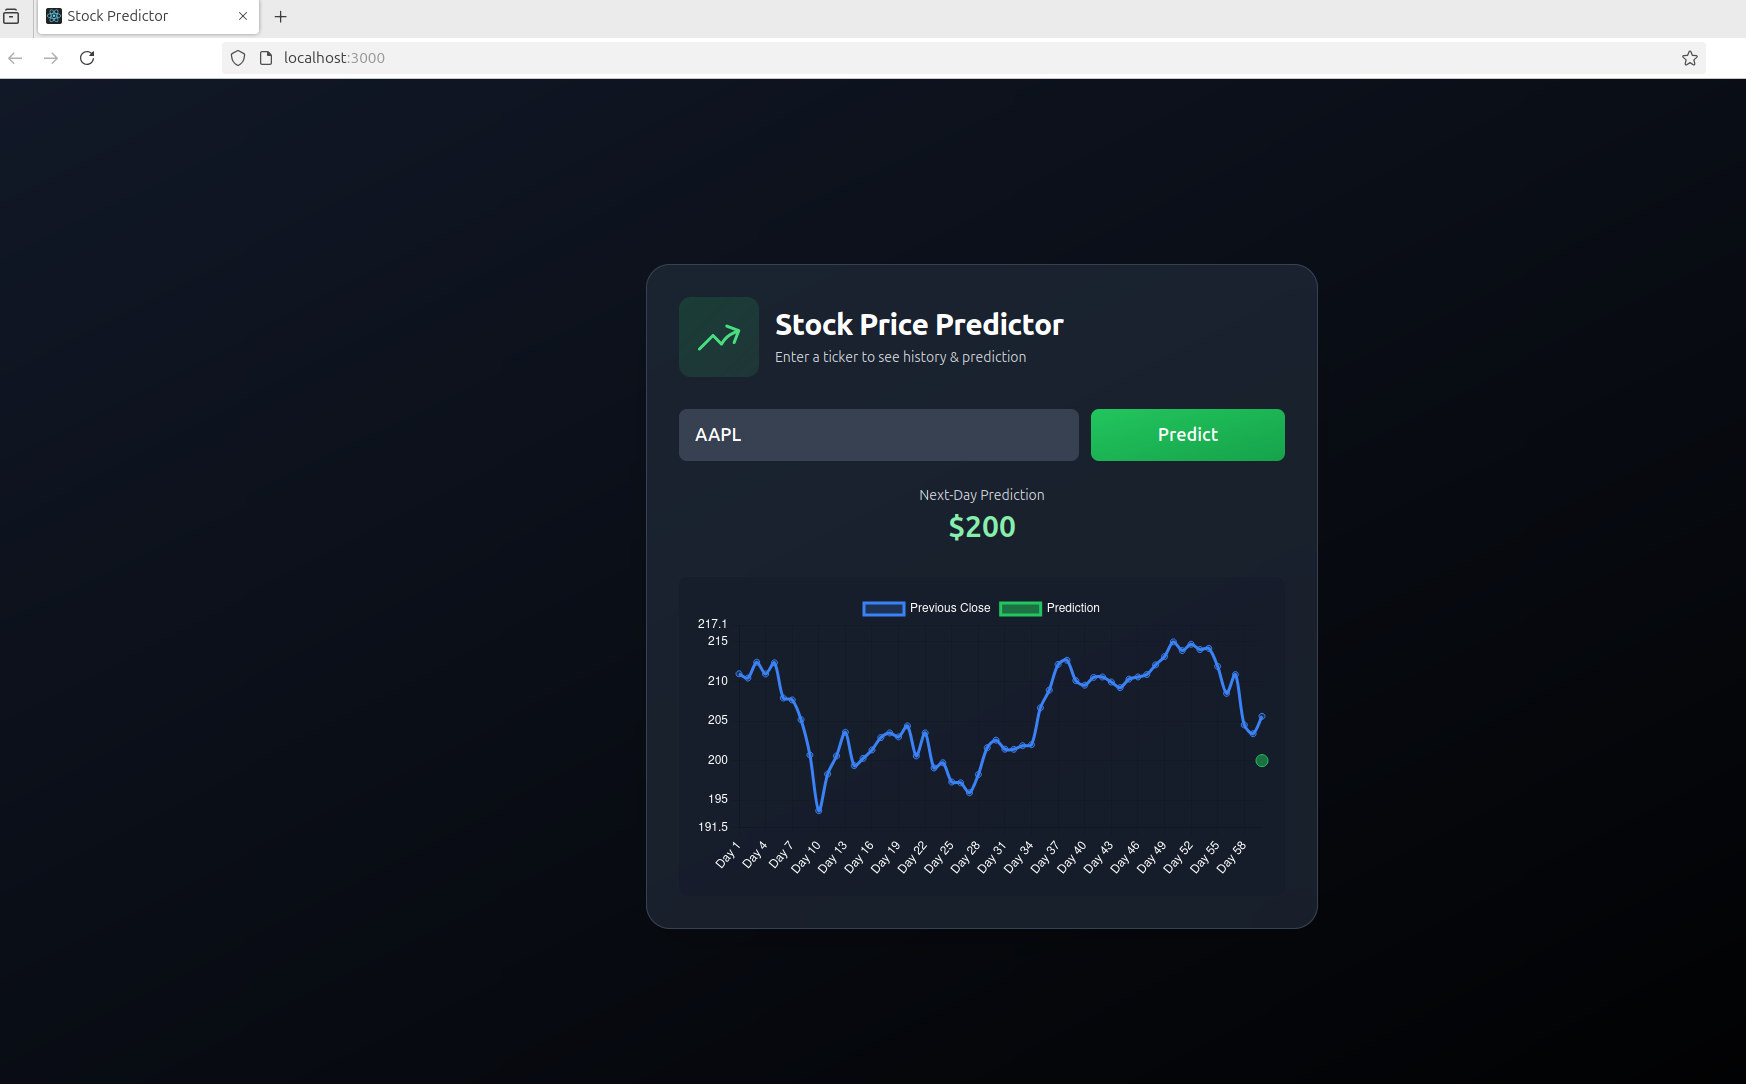 Stock Predictor
localhost:3000
Stock Price Predictor
Enter a ticker to see history & prediction
AAPL
Predict
Next-Day Prediction
$200
Previous Close
Prediction
217.1
215
210
205
200
195
191.5
Day 1
Day 4
Day 7
Day 10
Day 13
Day 16
Day 19
Day 22
Day 25
Day 28
Day 31
Day 34
Day 37
Day 40
Day 43
Day 46
Day 49
Day 52
Day 55
Day 58